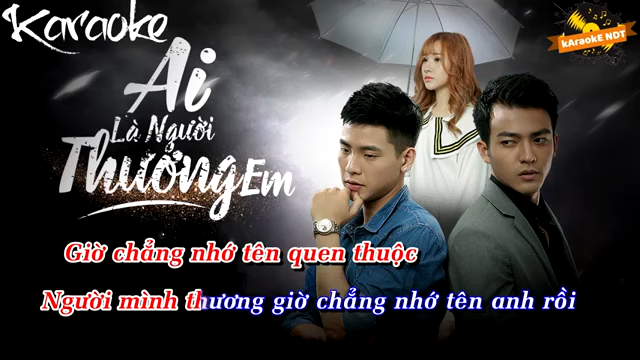 Karaoke
kAraokE NDT
Ai
Là Người
Thương Em
Giờ chẳng nhớ tên quen thuộc
Người mình thương giờ chẳng nhớ tên anh rồi